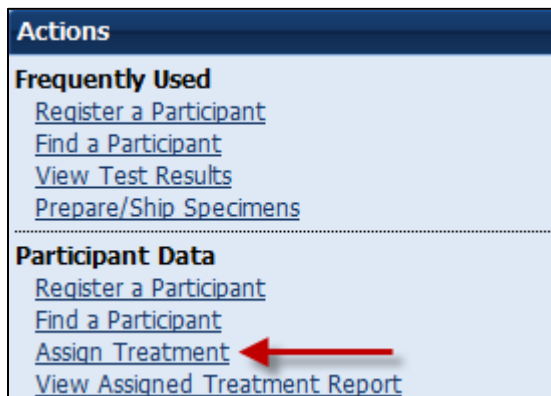 Actions
Frequently Used
Register a Participant
Find a Participant
View Test Results
Prepare/Ship Specimens
Participant Data
Register a Participant
Find a Participant
Assign Treatment
View Assigned Treatment Report